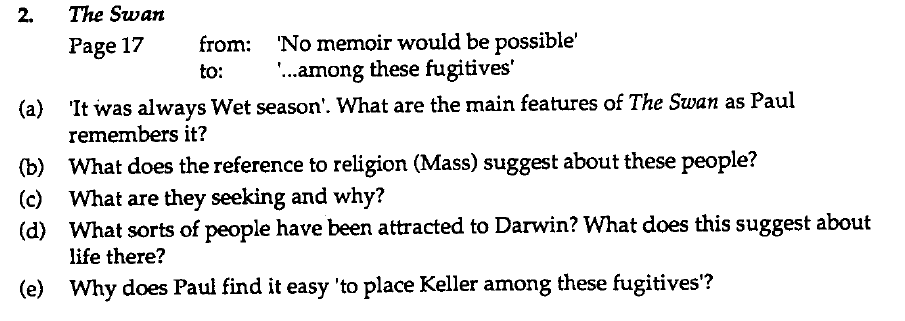 2. The Swan
Page 17 from: 'No memoir would be possible'
to: '...among these fugitives'
(a) 'It was always Wet season'. What are the main features of The Swan as Paul
remembers it?
(b) What does the reference to religion (Mass) suggest about these people?
(c) What are they seeking and why?
(d) What sorts of people have been attracted to Darwin? What does this suggest about
life there?
(e) Why does Paul find it easy 'to place Keller among these fugitives'?